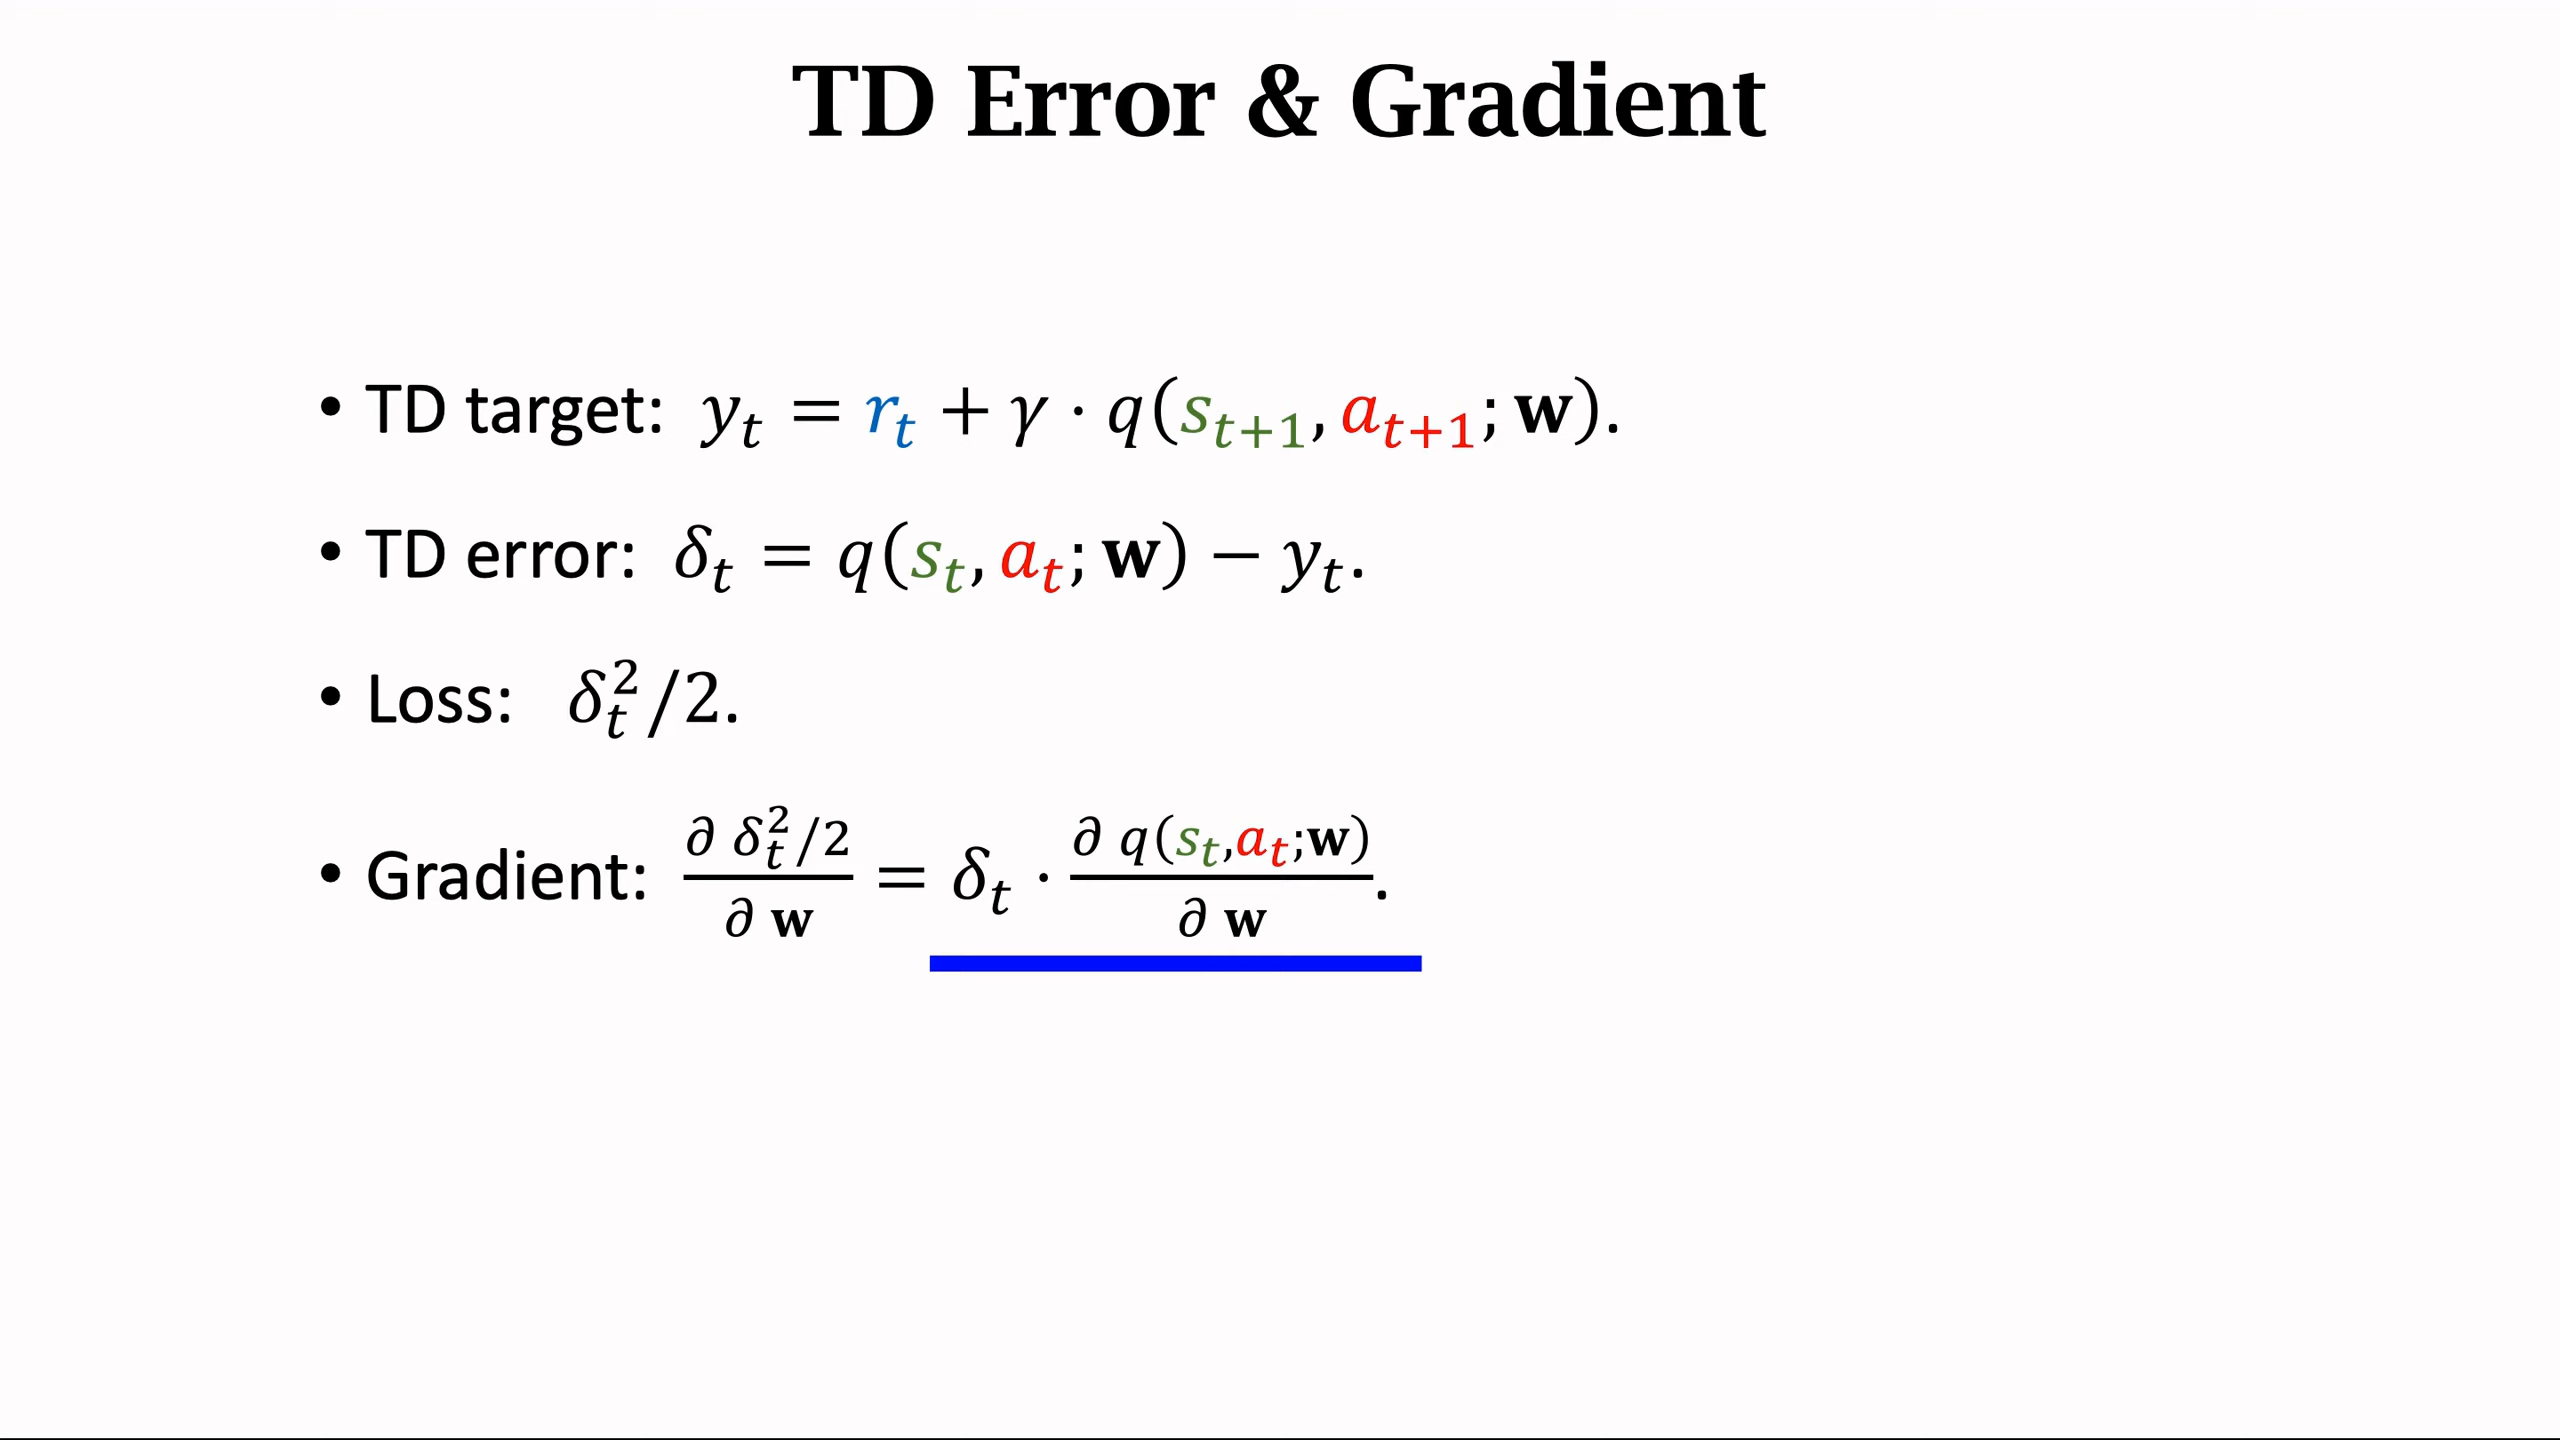 TD Error & Gradient
• TD target: y_t = r_t + γ · q(s_{t+1}, a_{t+1}; w).
• TD error: δ_t = q(s_t, a_t; w) − y_t.
• Loss: δ_t^2/2.
• Gradient: ∂ δ_t^2/2 / ∂ w = δ_t · ∂ q(s_t,a_t;w) / ∂ w.